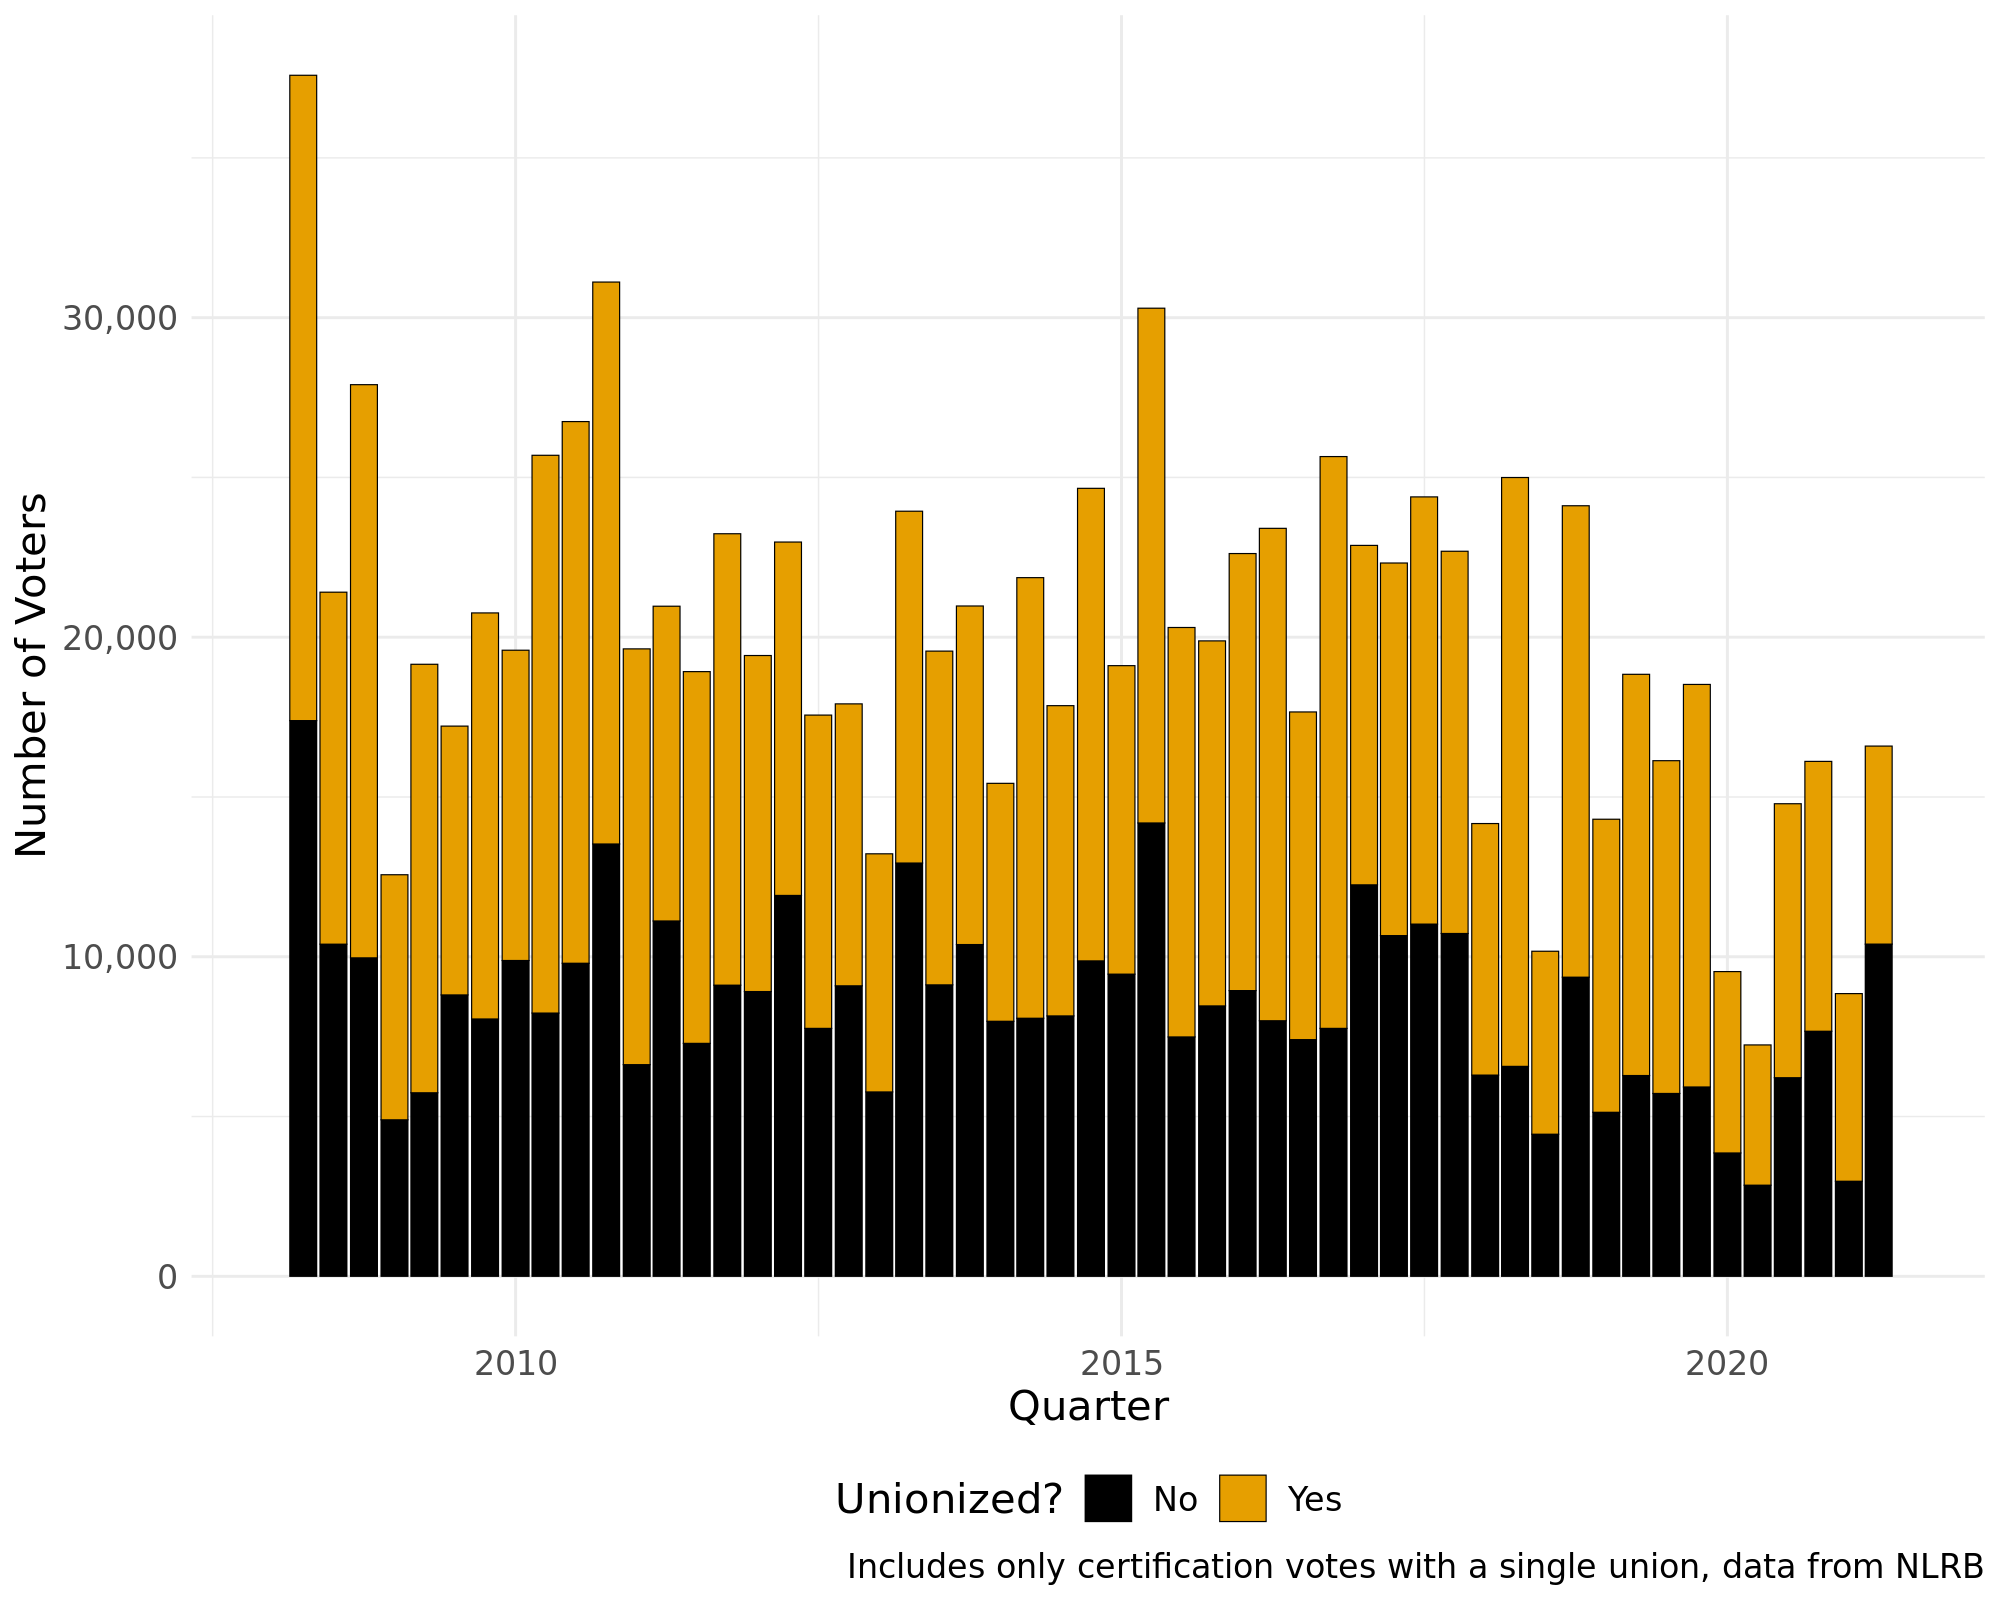 Number of Voters
30,000
20,000
10,000
0
2010 2015 2020
Quarter
Unionized? No Yes
Includes only certification votes with a single union, data from NLRB